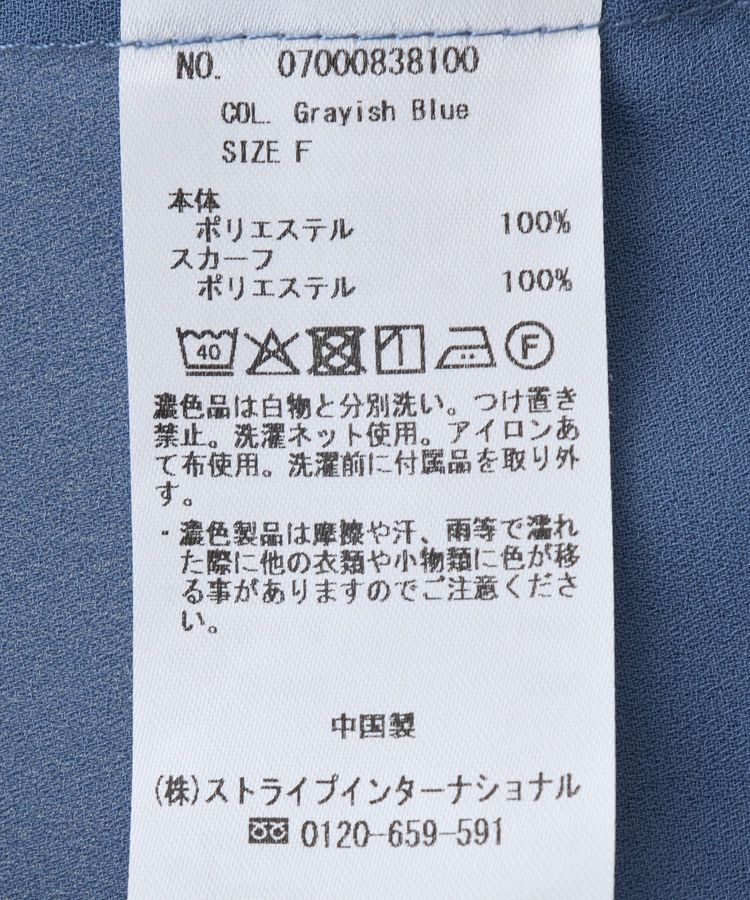 NO. 07000838100
COL. Grayish Blue
SIZE F
本体
ポリエステル 100%
スカーフ
ポリエステル 100%
40 F
濃色品は白物と分別洗い。つけ置き
禁止。洗濯ネット使用。アイロンあ
て布使用。洗濯前に付属品を取り外
す。
・濃色製品は摩擦や汗、雨等で濡れ
た際に他の衣類や小物類に色が移
る事がありますのでご注意くださ
い。
中国製
(株)ストライプインターナショナル
0120-659-591